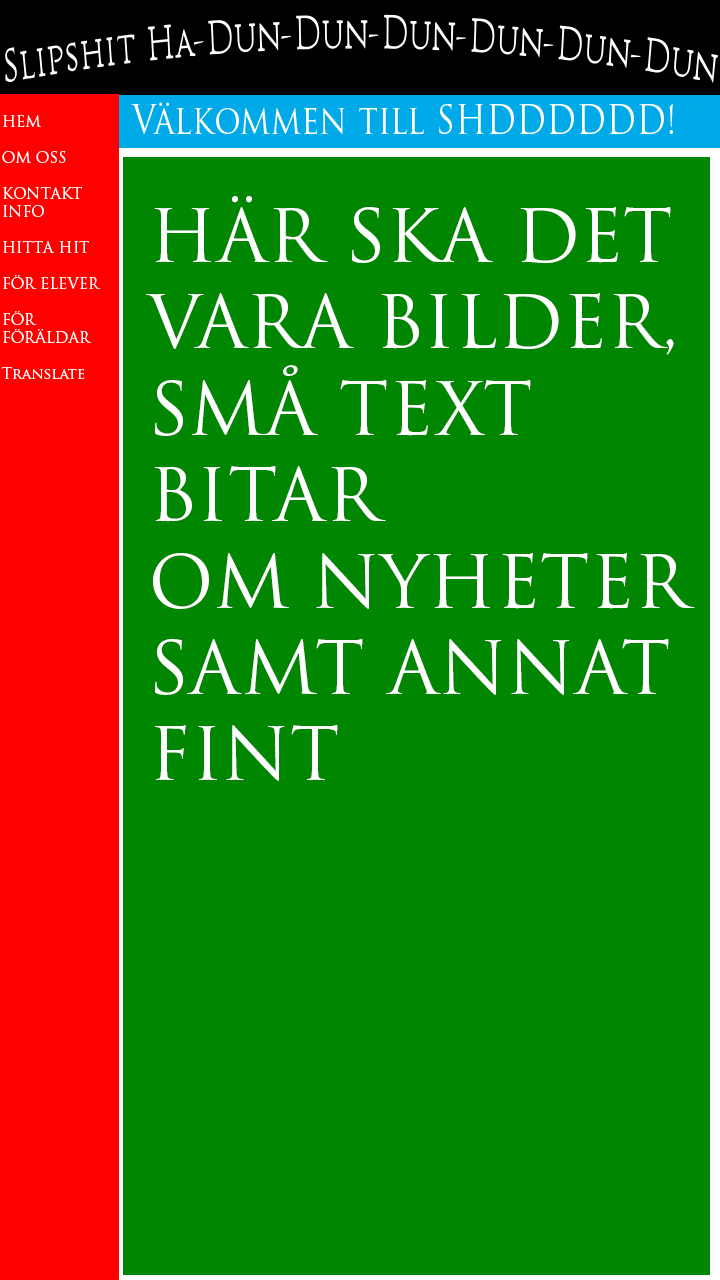 Slipshit Ha-Dun-Dun-Dun-Dun-Dun-Dun
Välkommen till SHDDDDDD!
HEM
OM OSS
KONTAKT
INFO
HITTA HIT
FÖR ELEVER
FÖR
FÖRÄLDAR
Translate
HÄR SKA DET
VARA BILDER,
SMÅ TEXT
BITAR
OM NYHETER
SAMT ANNAT
FINT